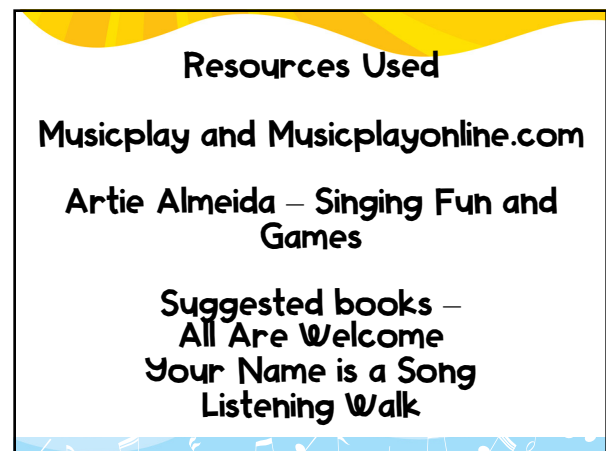 Resources Used
Musicplay and Musicplayonline.com
Artie Almeida – Singing Fun and
Games
Suggested books –
All Are Welcome
Your Name is a Song
Listening Walk